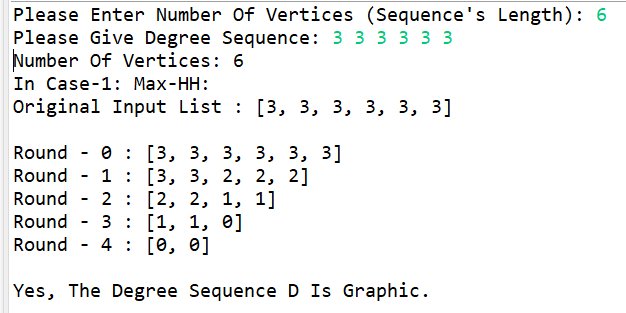 Please Enter Number Of Vertices (Sequence's Length): 6
Please Give Degree Sequence: 3 3 3 3 3 3
Number Of Vertices: 6
In Case-1: Max-HH:
Original Input List : [3, 3, 3, 3, 3, 3]
Round - 0 : [3, 3, 3, 3, 3, 3]
Round - 1 : [3, 3, 2, 2, 2]
Round - 2 : [2, 2, 1, 1]
Round - 3 : [1, 1, 0]
Round - 4 : [0, 0]
Yes, The Degree Sequence D Is Graphic.